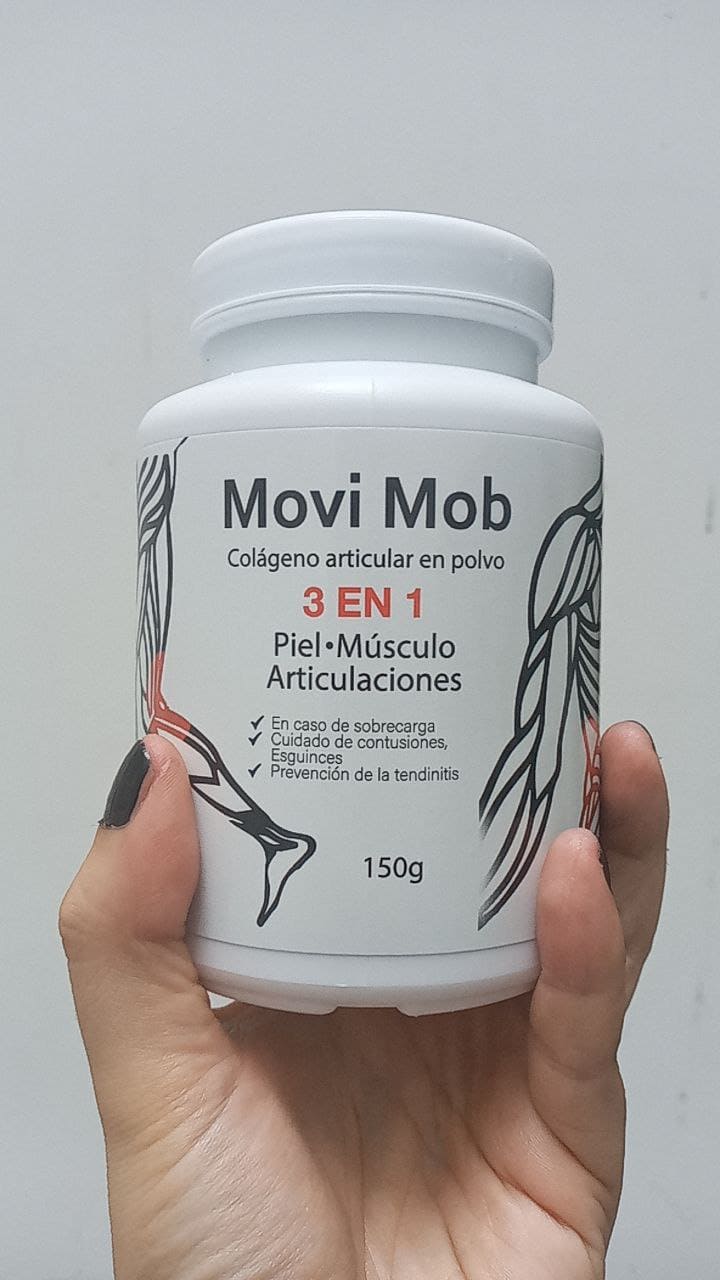 Movi Mob
Colágeno articular en polvo
3 EN 1
Piel•Músculo
Articulaciones
✓ En caso de sobrecarga
✓ Cuidado de contusiones,
Esguinces
✓ Prevención de la tendinitis
150g